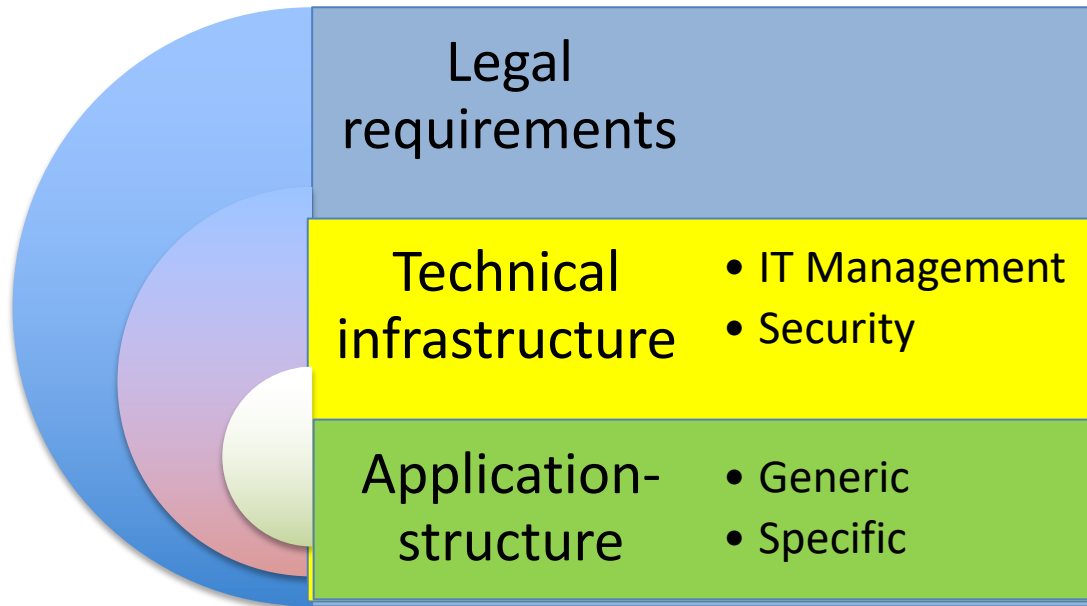 Legal
requirements
Technical
infrastructure
• IT Management
• Security
Application-
structure
• Generic
• Specific